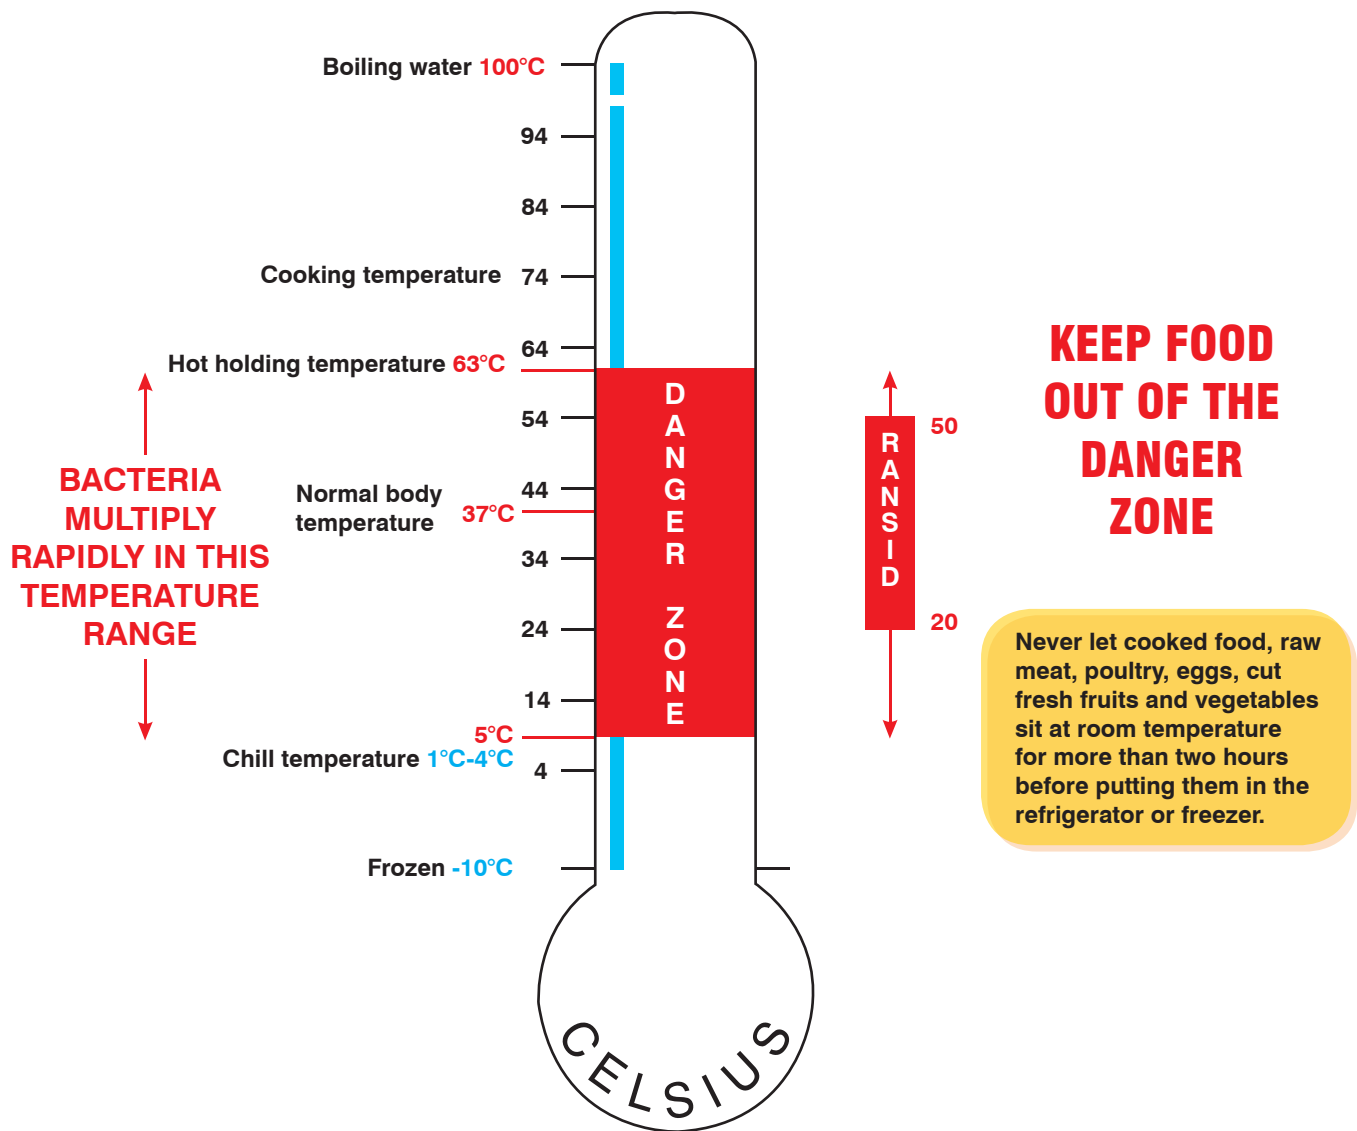 Boiling water 100°C
94
84
Cooking temperature 74
64
Hot holding temperature 63°C
54
44
Normal body
temperature 37°C
34
24
14
5°C
Chill temperature 1°C-4°C
4
Frozen -10°C
BACTERIA
MULTIPLY
RAPIDLY IN THIS
TEMPERATURE
RANGE
DANGER ZONE
CELSIUS
RANSID
50
20
KEEP FOOD
OUT OF THE
DANGER
ZONE
Never let cooked food, raw
meat, poultry, eggs, cut
fresh fruits and vegetables
sit at room temperature
for more than two hours
before putting them in the
refrigerator or freezer.